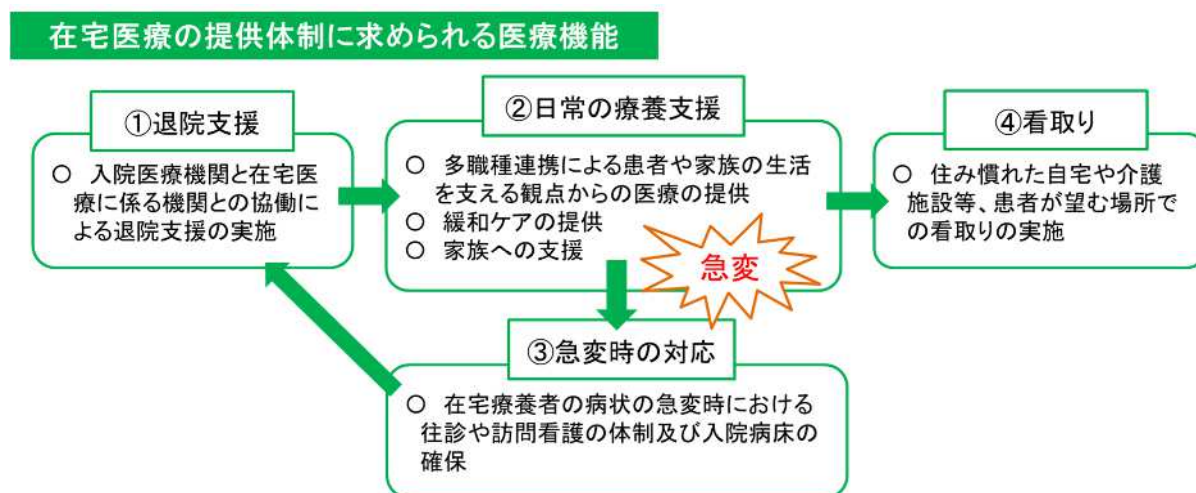 在宅医療の提供体制に求められる医療機能
①退院支援
○ 入院医療機関と在宅医
療に係る機関との協働に
よる退院支援の実施
②日常の療養支援
○ 多職種連携による患者や家族の生活
を支える観点からの医療の提供
○ 緩和ケアの提供
○ 家族への支援
急変
③急変時の対応
○ 在宅療養者の病状の急変時における
往診や訪問看護の体制及び入院病床の
確保
④看取り
○ 住み慣れた自宅や介護
施設等、患者が望む場所で
の看取りの実施